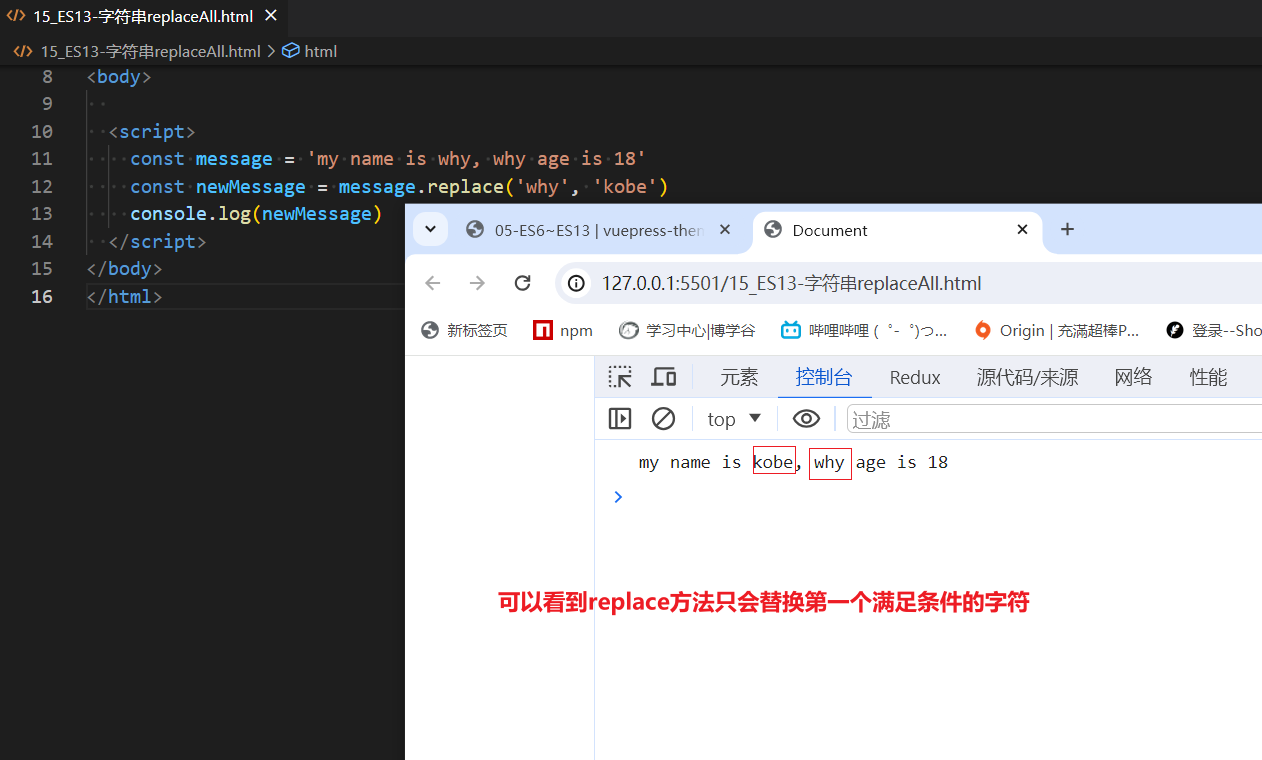 15_ES13-字符串replaceAll.html
15_ES13-字符串replaceAll.html > html
8 <body>
9
10 <script>
11 const message = 'my name is why, why age is 18'
12 const newMessage = message.replace('why', 'kobe')
13 console.log(newMessage)
14 </script>
15 </body>
16 </html>
05-ES6~ES13 | vuepress-then Document
127.0.0.1:5501/15_ES13-字符串replaceAll.html
新标签页 npm 学习中心|博学谷 哔哩哔哩 ( ゜- ゜)つ... Origin | 充滿超棒P... 登录--Sho
元素 控制台 Redux 源代码/来源 网络 性能
top 过滤
my name is kobe, why age is 18
可以看到replace方法只会替换第一个满足条件的字符